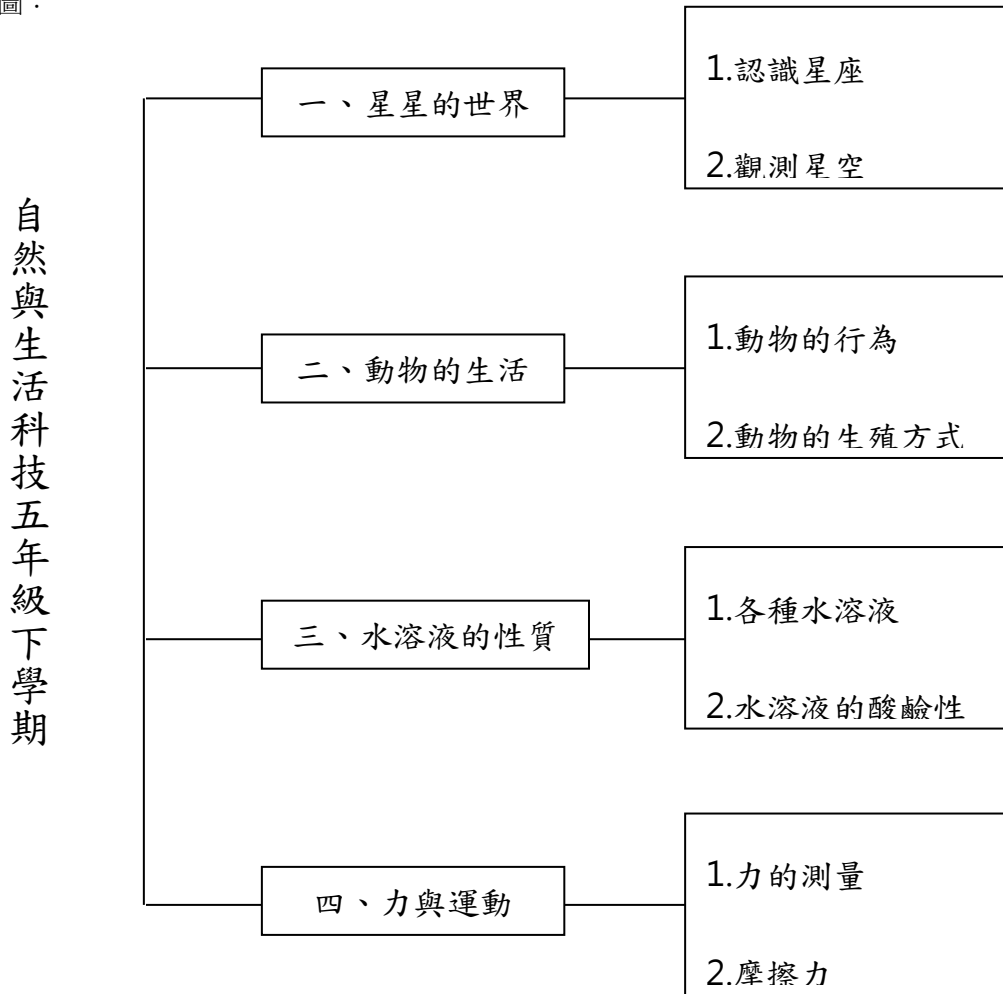 圖：
自然與生活科技五年級下學期
一、星星的世界
1.認識星座
2.觀測星空
二、動物的生活
1.動物的行為
2.動物的生殖方式
三、水溶液的性質
1.各種水溶液
2.水溶液的酸鹼性
四、力與運動
1.力的測量
2.摩擦力